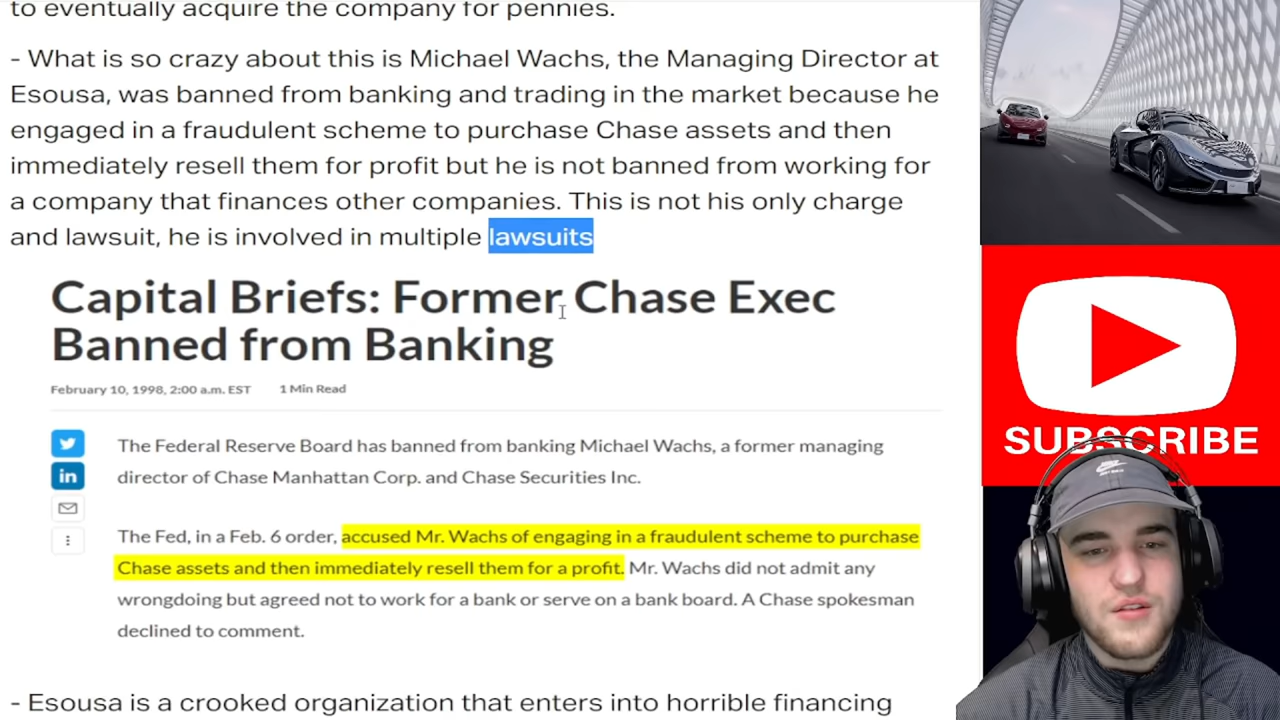 to eventually acquire the company for pennies.
- What is so crazy about this is Michael Wachs, the Managing Director at
Esousa, was banned from banking and trading in the market because he
engaged in a fraudulent scheme to purchase Chase assets and then
immediately resell them for profit but he is not banned from working for
a company that finances other companies. This is not his only charge
and lawsuit, he is involved in multiple lawsuits
Capital Briefs: Former Chase Exec
Banned from Banking
February 10, 1998, 2:00 a.m. EST 1 Min Read
The Federal Reserve Board has banned from banking Michael Wachs, a former managing
director of Chase Manhattan Corp. and Chase Securities Inc.
The Fed, in a Feb. 6 order, accused Mr. Wachs of engaging in a fraudulent scheme to purchase
Chase assets and then immediately resell them for a profit. Mr. Wachs did not admit any
wrongdoing but agreed not to work for a bank or serve on a bank board. A Chase spokesman
declined to comment.
- Esousa is a crooked organization that enters into horrible financing
in
SUBSCRIBE